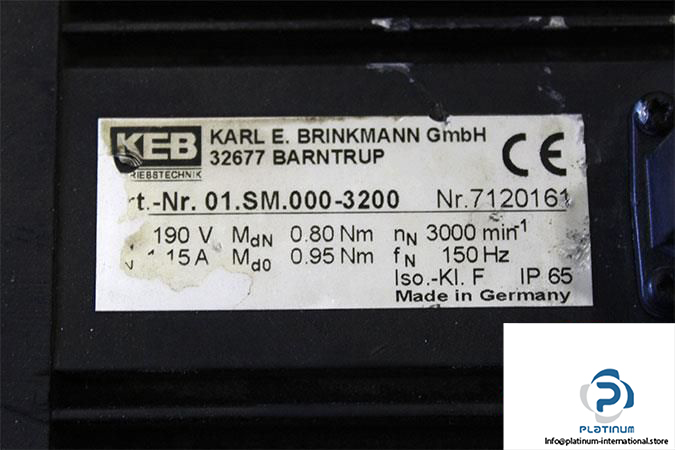 KEB KARL E. BRINKMANN GmbH
RIEBSTECHNIK 32677 BARNTRUP
CE
rt.-Nr. 01.SM.000-3200 Nr.7120161
190 V MdN 0.80 Nm nN 3000 min-1
15 A Md0 0.95 Nm fN 150 Hz
Iso.-Kl. F IP 65
Made in Germany
PLATINUM
Info@platinum-international.store